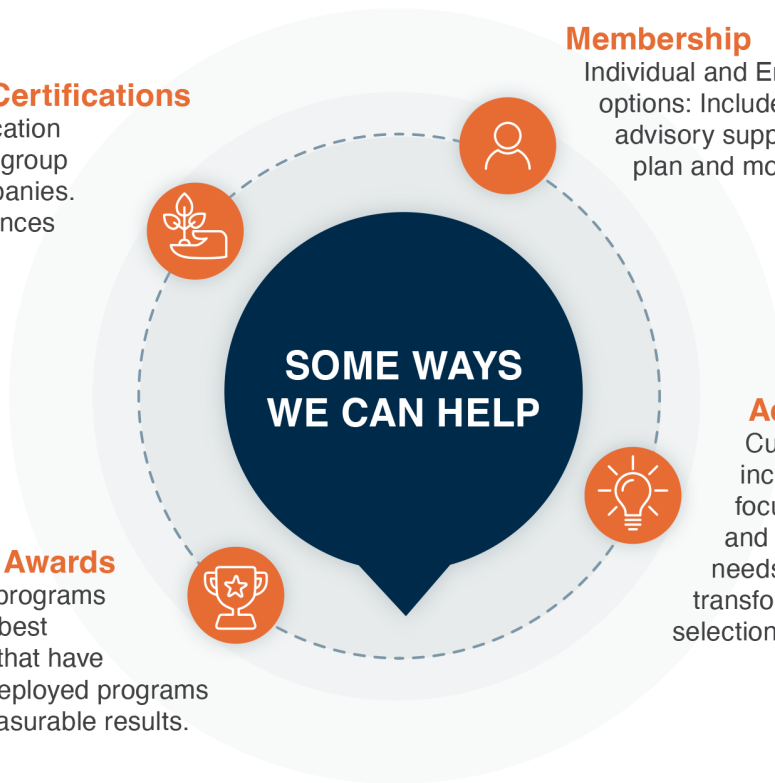 Membership
Individual and En
options: Include
advisory supp
plan and mo
Certifications
cation
group
panies.
nces
SOME WAYS
WE CAN HELP
Ad
Cu
inc
focu
and
needs
transfo
selection
Awards
programs
best
that have
eployed programs
asurable results.